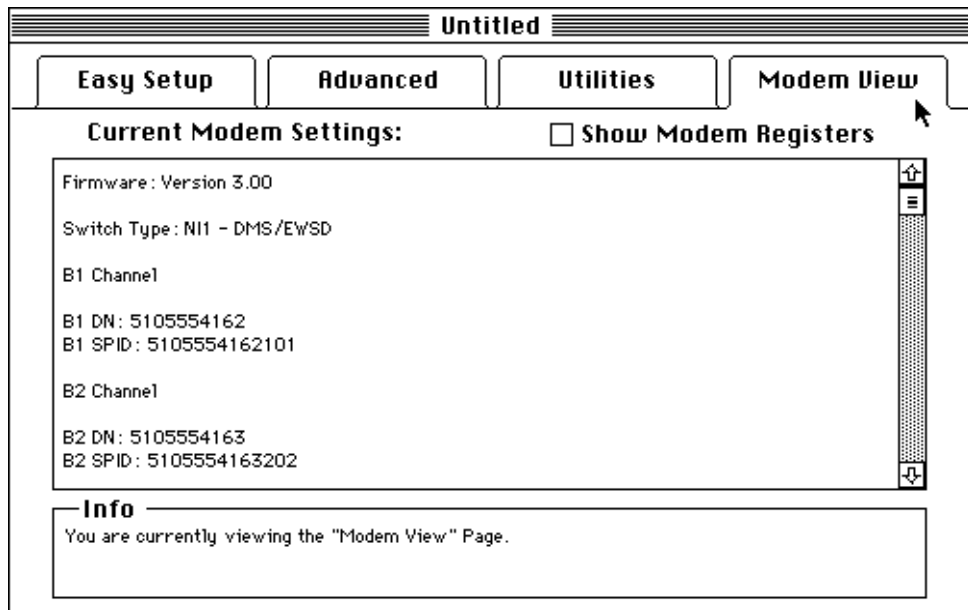 Untitled
Easy Setup Advanced Utilities Modem View
Current Modem Settings: Show Modem Registers
Firmware: Version 3.00
Switch Type: NI1 - DMS/EWSD
B1 Channel
B1 DN: 5105554162
B1 SPID: 5105554162101
B2 Channel
B2 DN: 5105554163
B2 SPID: 5105554163202
Info
You are currently viewing the "Modem View" Page.